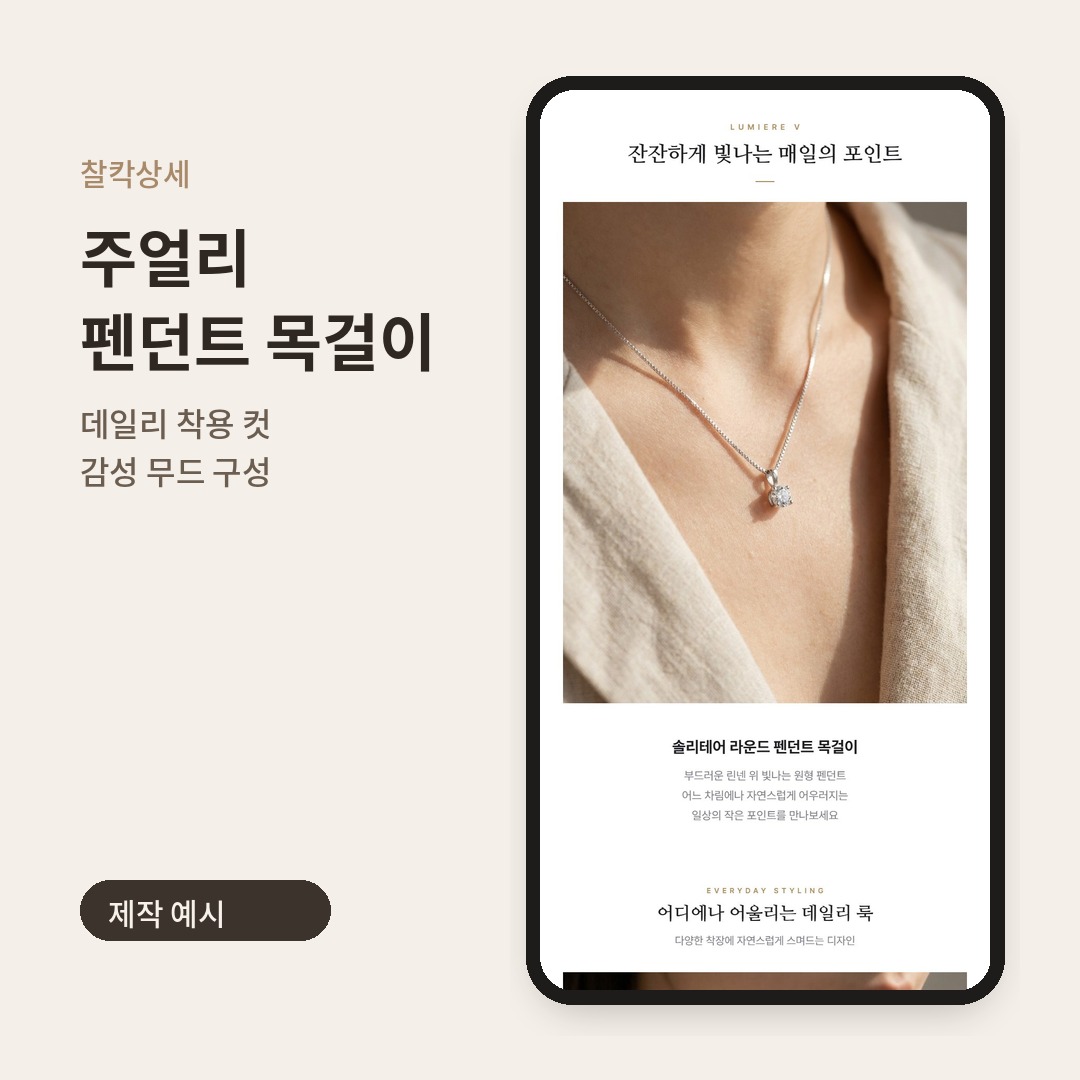 찰칵상세
주얼리
펜던트 목걸이
데일리 착용 컷
감성 무드 구성
제작 예시
LUMIERE V
잔잔하게 빛나는 매일의 포인트
솔리테어 라운드 펜던트 목걸이
부드러운 린넨 위 빛나는 원형 펜던트
어느 차림에나 자연스럽게 어우러지는
일상의 작은 포인트를 만나보세요
EVERYDAY STYLING
어디에나 어울리는 데일리 룩
다양한 착장에 자연스럽게 스며드는 디자인